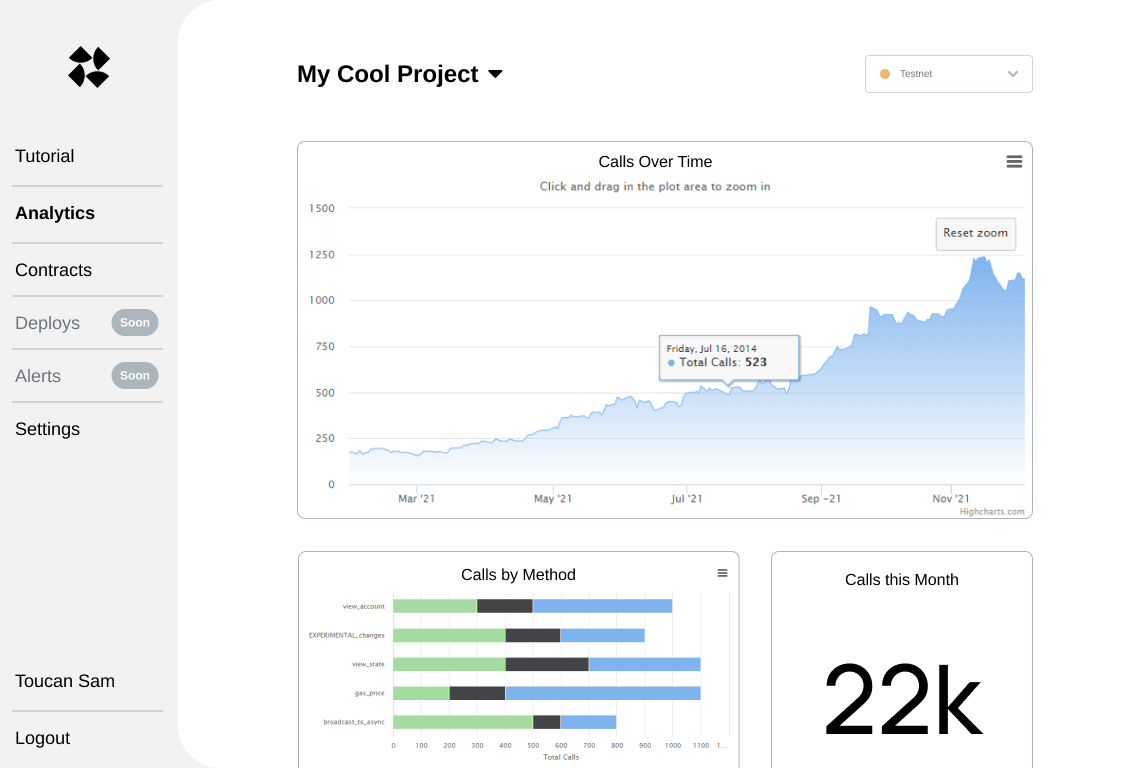 My Cool Project
Testnet
Tutorial
Analytics
Contracts
Deploys Soon
Alerts Soon
Settings
Toucan Sam
Logout
Calls Over Time
Click and drag in the plot area to zoom in
Reset zoom
1500
1250
1000
750
500
250
0
Friday, Jul 16, 2014
Total Calls: 523
Mar '21 May '21 Jul '21 Sep -21 Nov '21
Highcharts.com
Calls by Method
view_account
EXPERIMENTAL_changes
view_state
gas_price
broadcast_tx_async
0 100 200 300 400 500 600 700 800 900 1000 1100 1...
Total Calls
Calls this Month
22k